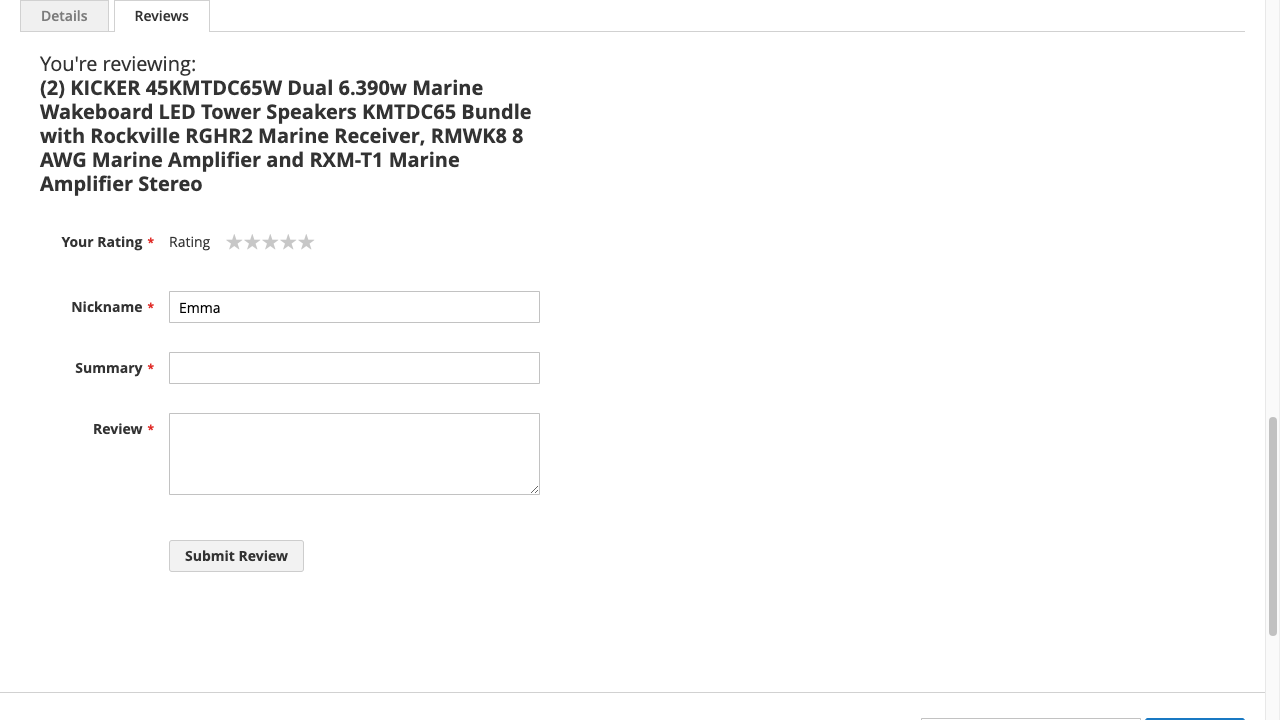 Details
Reviews
You're reviewing:
(2) KICKER 45KMTDC65W Dual 6.390w Marine
Wakeboard LED Tower Speakers KMTDC65 Bundle
with Rockville RGHR2 Marine Receiver, RMWK8 8
AWG Marine Amplifier and RXM-T1 Marine
Amplifier Stereo
Your Rating *
Rating
Nickname *
Emma
Summary *
Review *
Submit Review